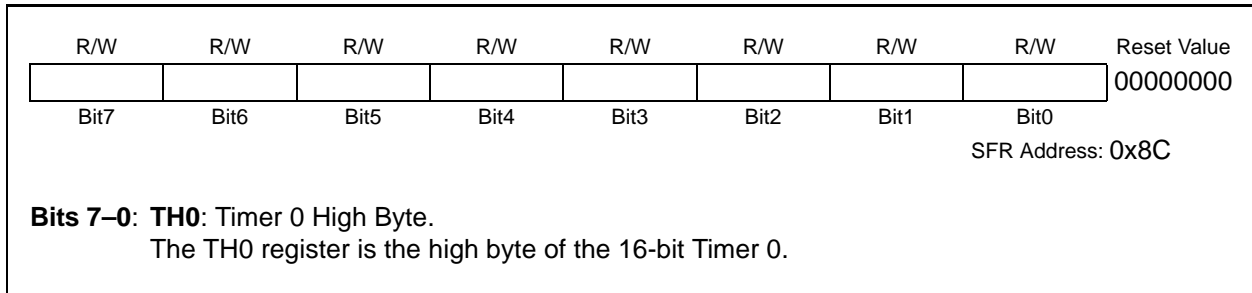 R/W R/W R/W R/W R/W R/W R/W R/W Reset Value
00000000
Bit7 Bit6 Bit5 Bit4 Bit3 Bit2 Bit1 Bit0
SFR Address: 0x8C
Bits 7–0: TH0: Timer 0 High Byte.
The TH0 register is the high byte of the 16-bit Timer 0.